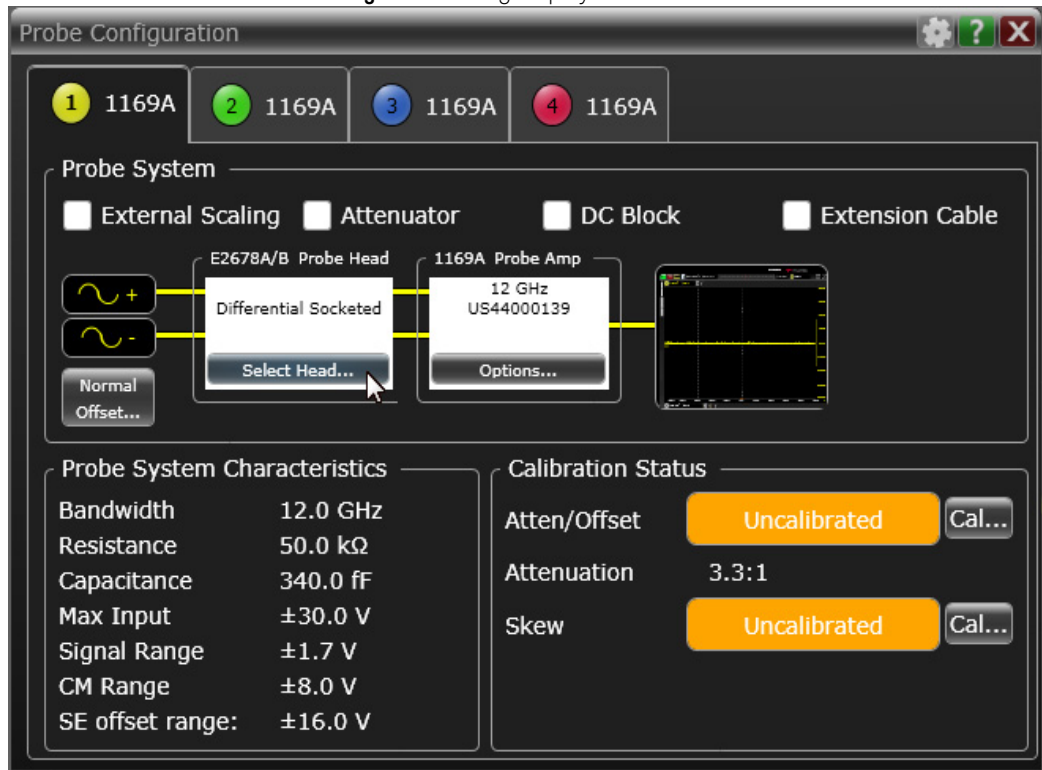 Probe Configuration ?
1 1169A 2 1169A 3 1169A 4 1169A
Probe System
External Scaling Attenuator DC Block Extension Cable
E2678A/B Probe Head 1169A Probe Amp
+ Differential Socketed 12 GHz
US44000139
-
Select Head... Options...
Normal
Offset...
Probe System Characteristics
Bandwidth 12.0 GHz
Resistance 50.0 kΩ
Capacitance 340.0 fF
Max Input ±30.0 V
Signal Range ±1.7 V
CM Range ±8.0 V
SE offset range: ±16.0 V
Calibration Status
Atten/Offset Uncalibrated Cal...
Attenuation 3.3:1
Skew Uncalibrated Cal...